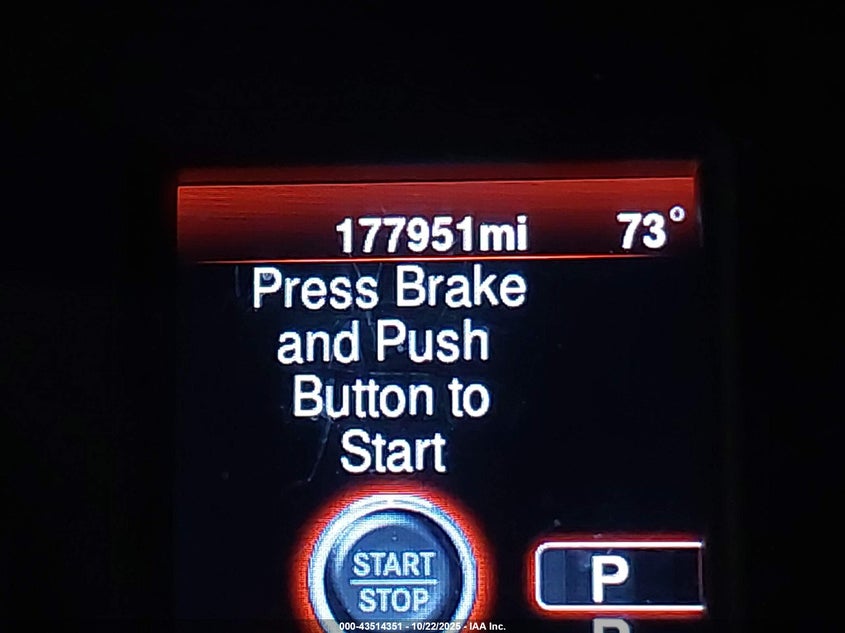 177951mi 73°
Press Brake
and Push
Button to
Start
START
STOP
P
000-43514351 - 10/22/2025 - IAA Inc.